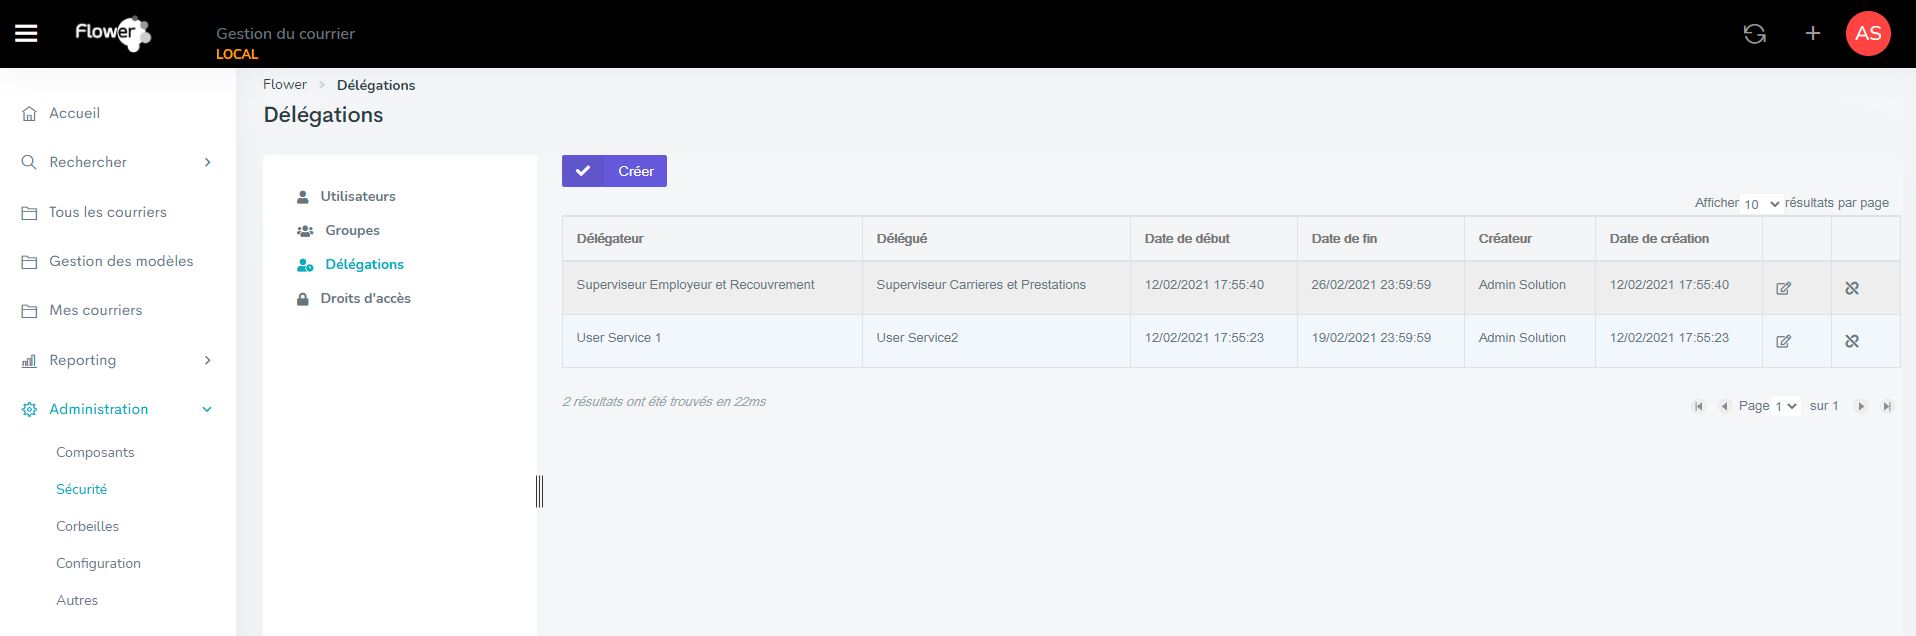 Flower
Gestion du courrier
LOCAL
AS
Accueil
Rechercher
Tous les courriers
Gestion des modèles
Mes courriers
Reporting
Administration
Composants
Sécurité
Corbeilles
Configuration
Autres
Flower > Délégations
Délégations
Utilisateurs
Groupes
Délégations
Droits d'accès
Créer
Afficher 10 résultats par page
Délégateur Délégué Date de début Date de fin Créateur Date de création
Superviseur Employeur et Recouvrement Superviseur Carrieres et Prestations 12/02/2021 17:55:40 26/02/2021 23:59:59 Admin Solution 12/02/2021 17:55:40
User Service 1 User Service2 12/02/2021 17:55:23 19/02/2021 23:59:59 Admin Solution 12/02/2021 17:55:23
2 résultats ont été trouvés en 22ms
Page 1 sur 1